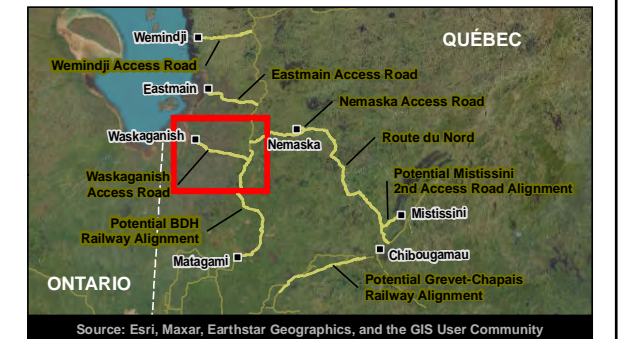 Wemindji
QUÉBEC
Wemindji Access Road
Eastmain Access Road
Eastmain
Nemaska Access Road
Waskaganish
Nemaska
Route du Nord
Waskaganish
Access Road
Potential Mistissini
2nd Access Road Alignment
Mistissini
Potential BDH
Railway Alignment
Matagami
Chibougamau
ONTARIO
Potential Grevet-Chapais
Railway Alignment
Source: Esri, Maxar, Earthstar Geographics, and the GIS User Community